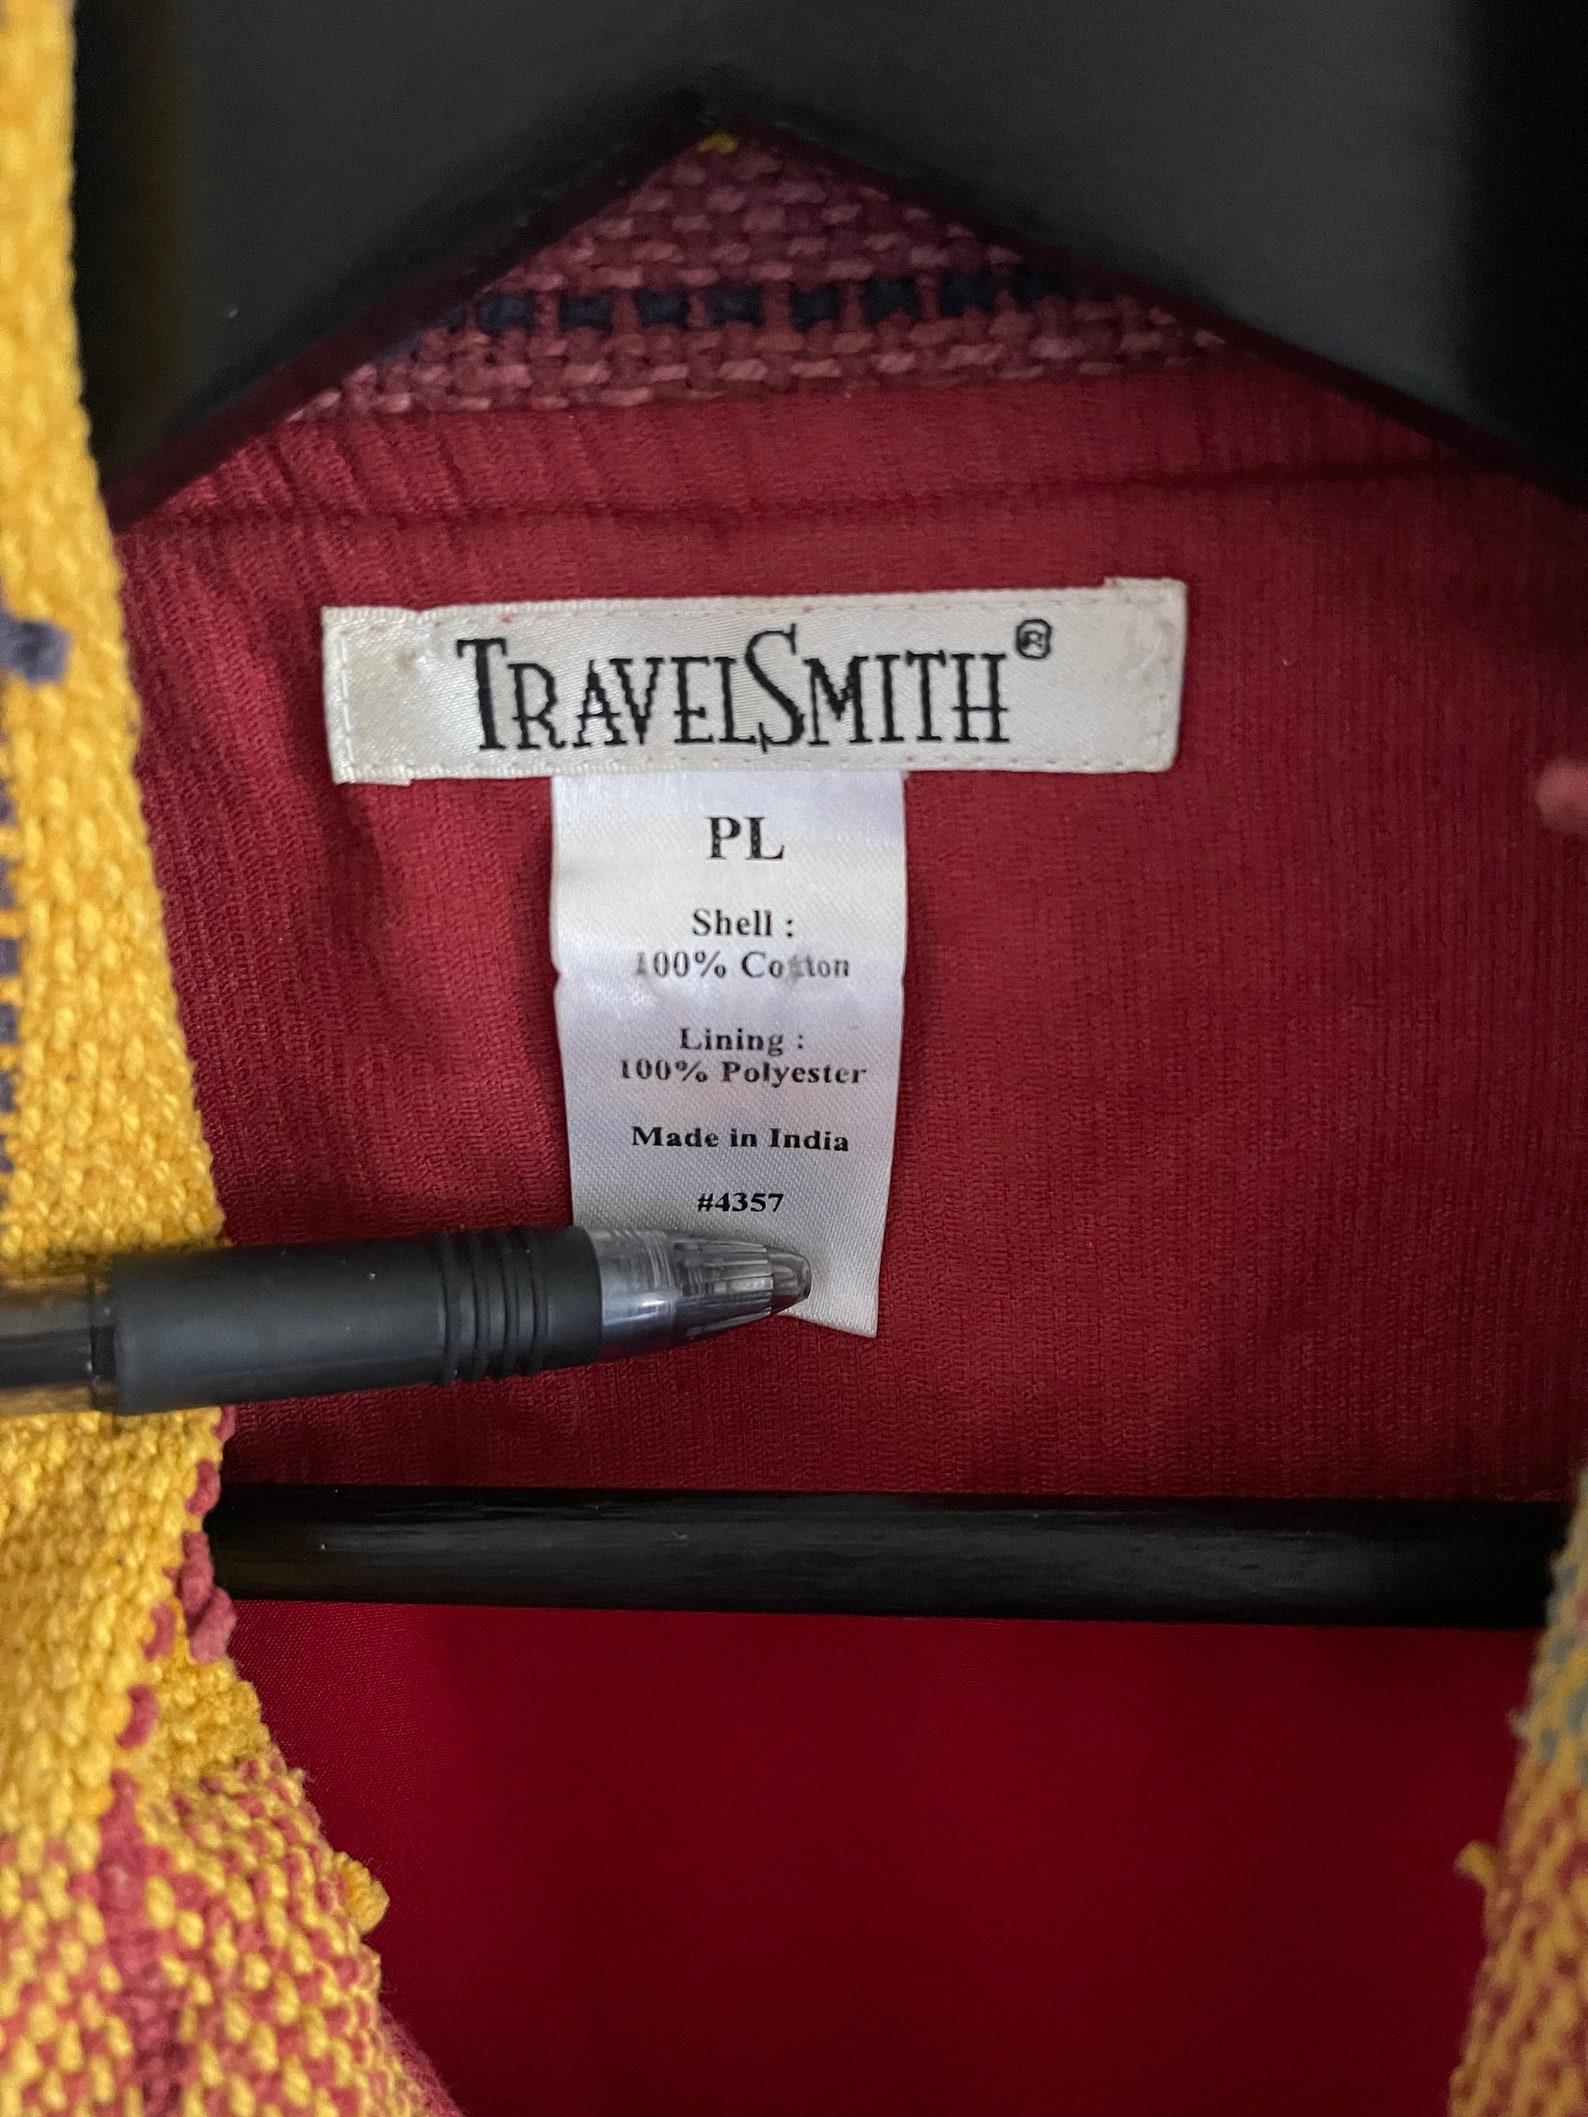 TRAVELSMITH®
PL
Shell :
100% Cotton
Lining :
100% Polyester
Made in India
#4357